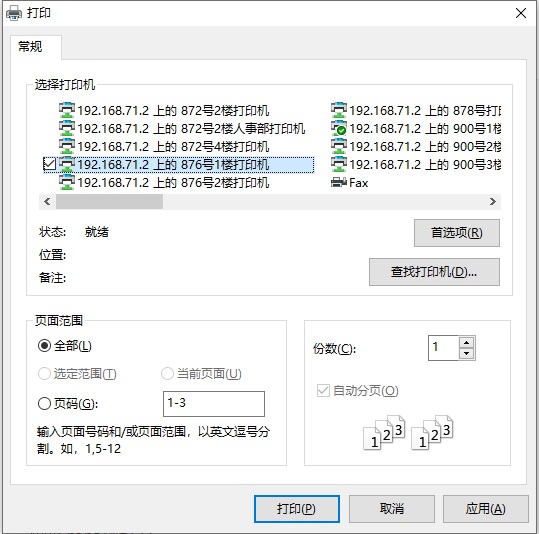 打印
常规
选择打印机
192.168.71.2 上的 872号2楼打印机
192.168.71.2 上的 872号2楼人事部打印机
192.168.71.2 上的 872号4楼打印机
192.168.71.2 上的 876号1楼打印机
192.168.71.2 上的 876号2楼打印机
192.168.71.2 上的 878号打
192.168.71.2 上的 900号1楼
192.168.71.2 上的 900号2楼
192.168.71.2 上的 900号3楼
Fax
状态: 就绪
首选项(R)
位置:
备注:
查找打印机(D)...
页面范围
全部(L)
选定范围(T) 当前页面(U)
页码(G): 1-3
输入页面号码和/或页面范围，以英文逗号分
割。如，1,5-12
份数(C): 1
自动分页(O)
1 2 3 1 2 3
打印(P) 取消 应用(A)